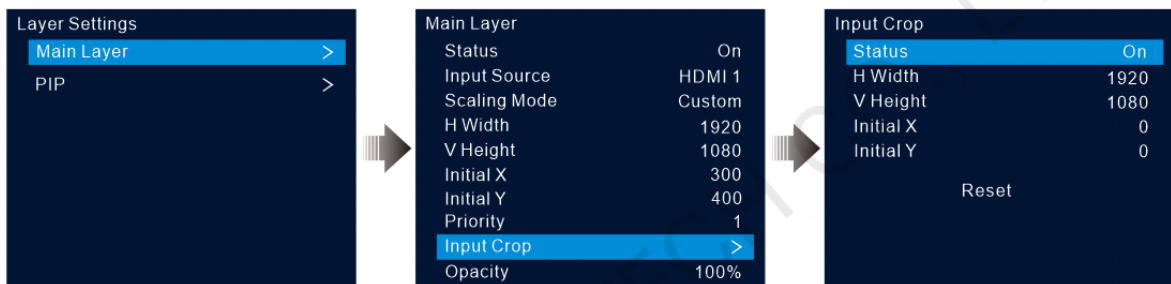 Layer Settings
Main Layer >
PIP >
Main Layer
Status On
Input Source HDMI 1
Scaling Mode Custom
H Width 1920
V Height 1080
Initial X 300
Initial Y 400
Priority 1
Input Crop >
Opacity 100%
Input Crop
Status On
H Width 1920
V Height 1080
Initial X 0
Initial Y 0
Reset